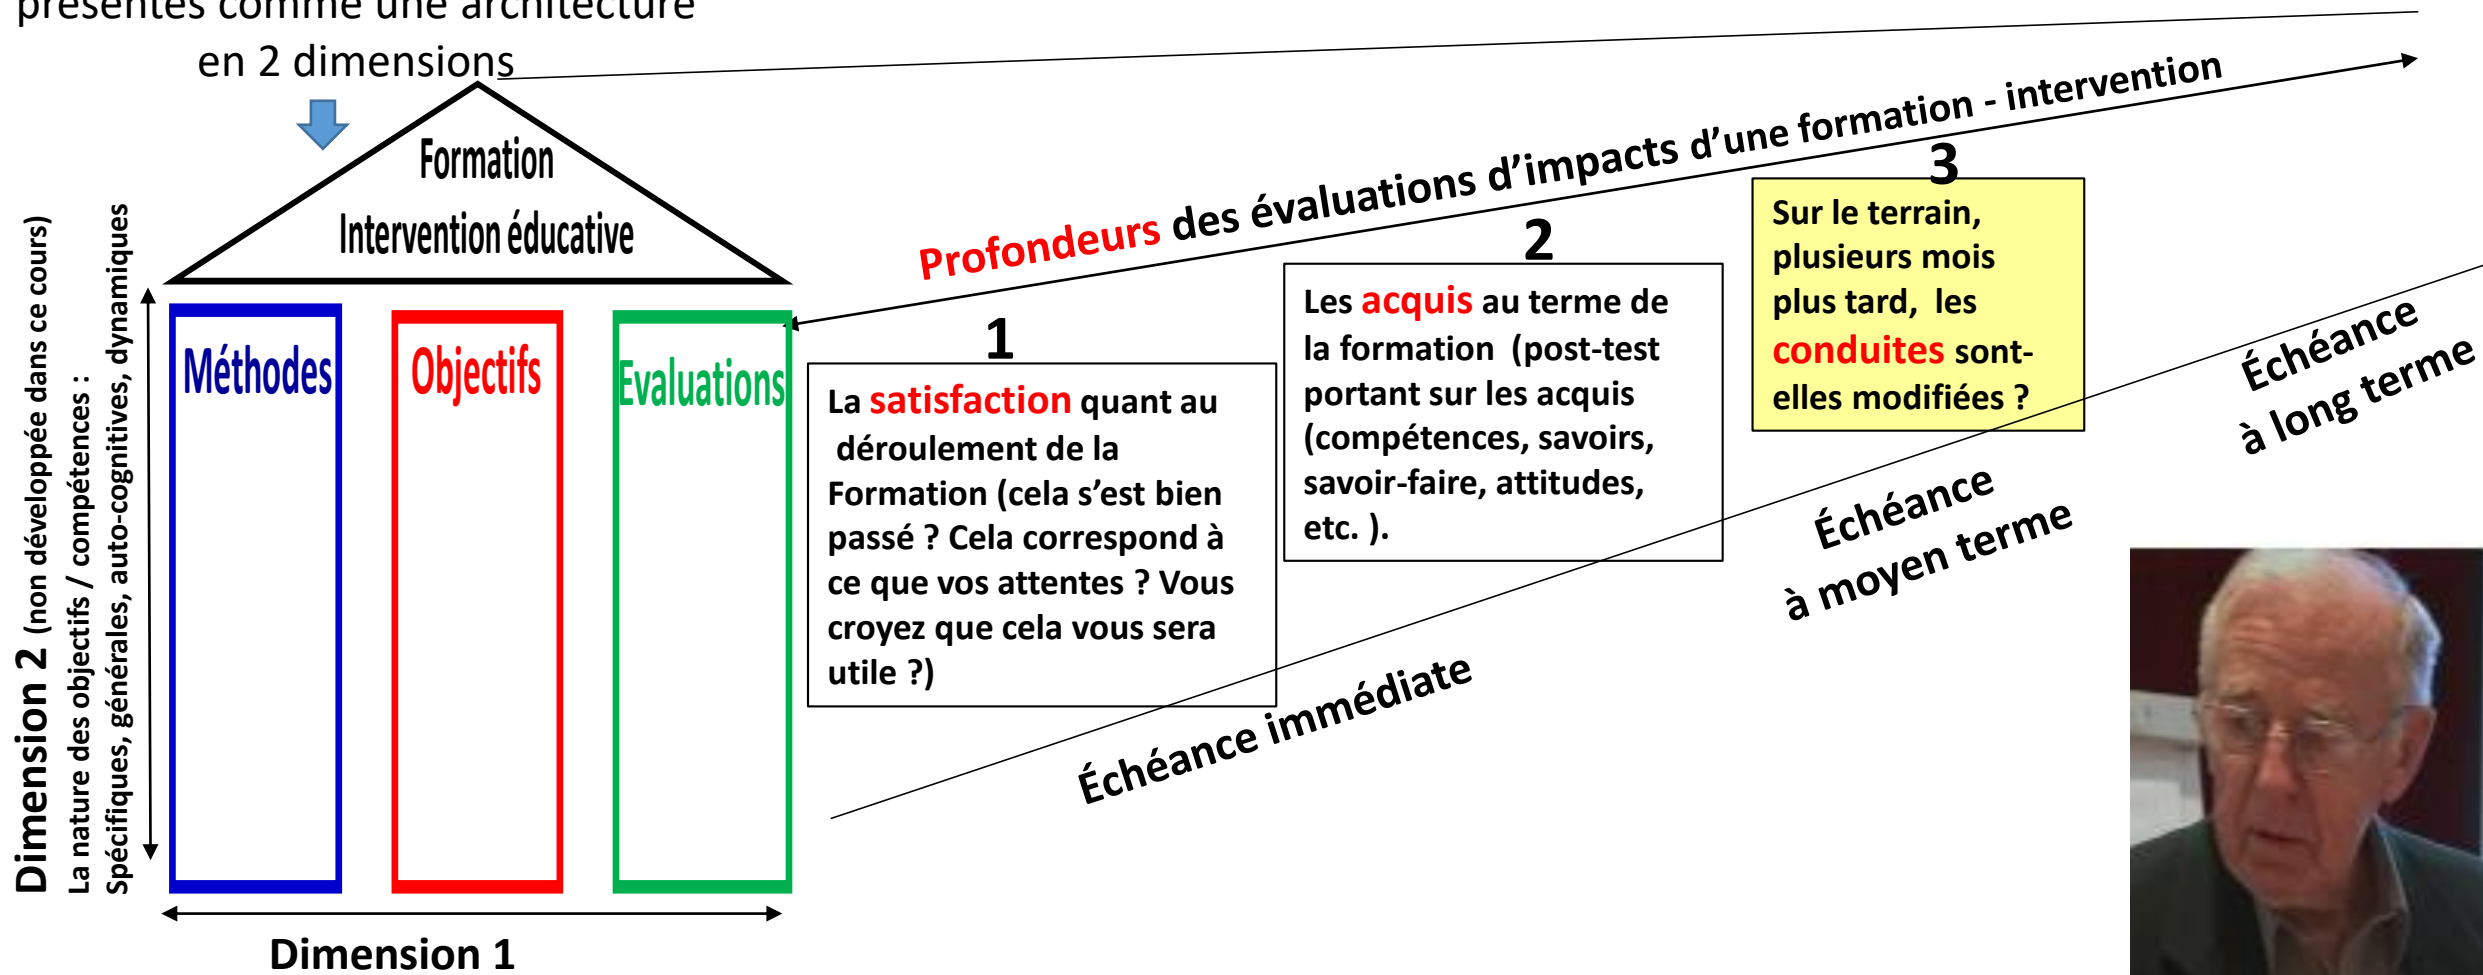 présentés comme une architecture
en 2 dimensions
Formation
Intervention éducative
Profondeurs des évaluations d’impacts d’une formation - intervention
Dimension 2 (non développée dans ce cours)
La nature des objectifs / compétences :
Spécifiques, générales, auto-cognitives, dynamiques
Méthodes
Objectifs
Evaluations
1
La satisfaction quant au
déroulement de la
Formation (cela s’est bien
passé ? Cela correspond à
ce que vos attentes ? Vous
croyez que cela vous sera
utile ?)
2
Les acquis au terme de
la formation (post-test
portant sur les acquis
(compétences, savoirs,
savoir-faire, attitudes,
etc. ).
3
Sur le terrain,
plusieurs mois
plus tard, les
conduites sont-
elles modifiées ?
Échéance immédiate
Échéance
à moyen terme
Échéance
à long terme
Dimension 1